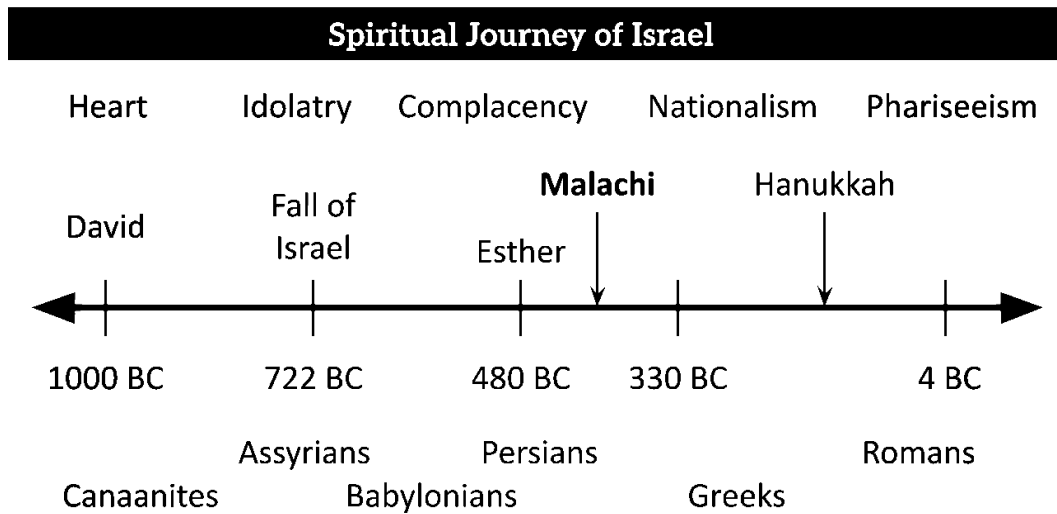 Spiritual Journey of Israel
Heart Idolatry Complacency Nationalism Phariseeism
Malachi Hanukkah
David Fall of Israel Esther
1000 BC 722 BC 480 BC 330 BC 4 BC
Assyrians Persians Romans
Canaanites Babylonians Greeks